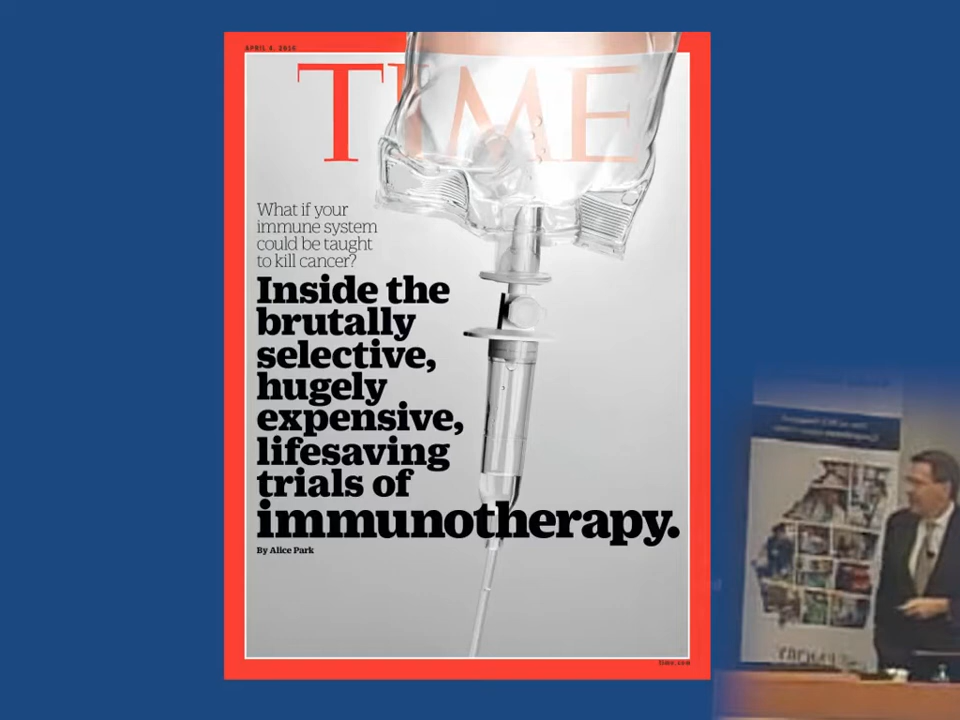 APRIL 4, 2016
TIME
What if your
immune system
could be taught
to kill cancer?
Inside the
brutally
selective,
hugely
expensive,
lifesaving
trials of
immunotherapy.
By Alice Park
time.com